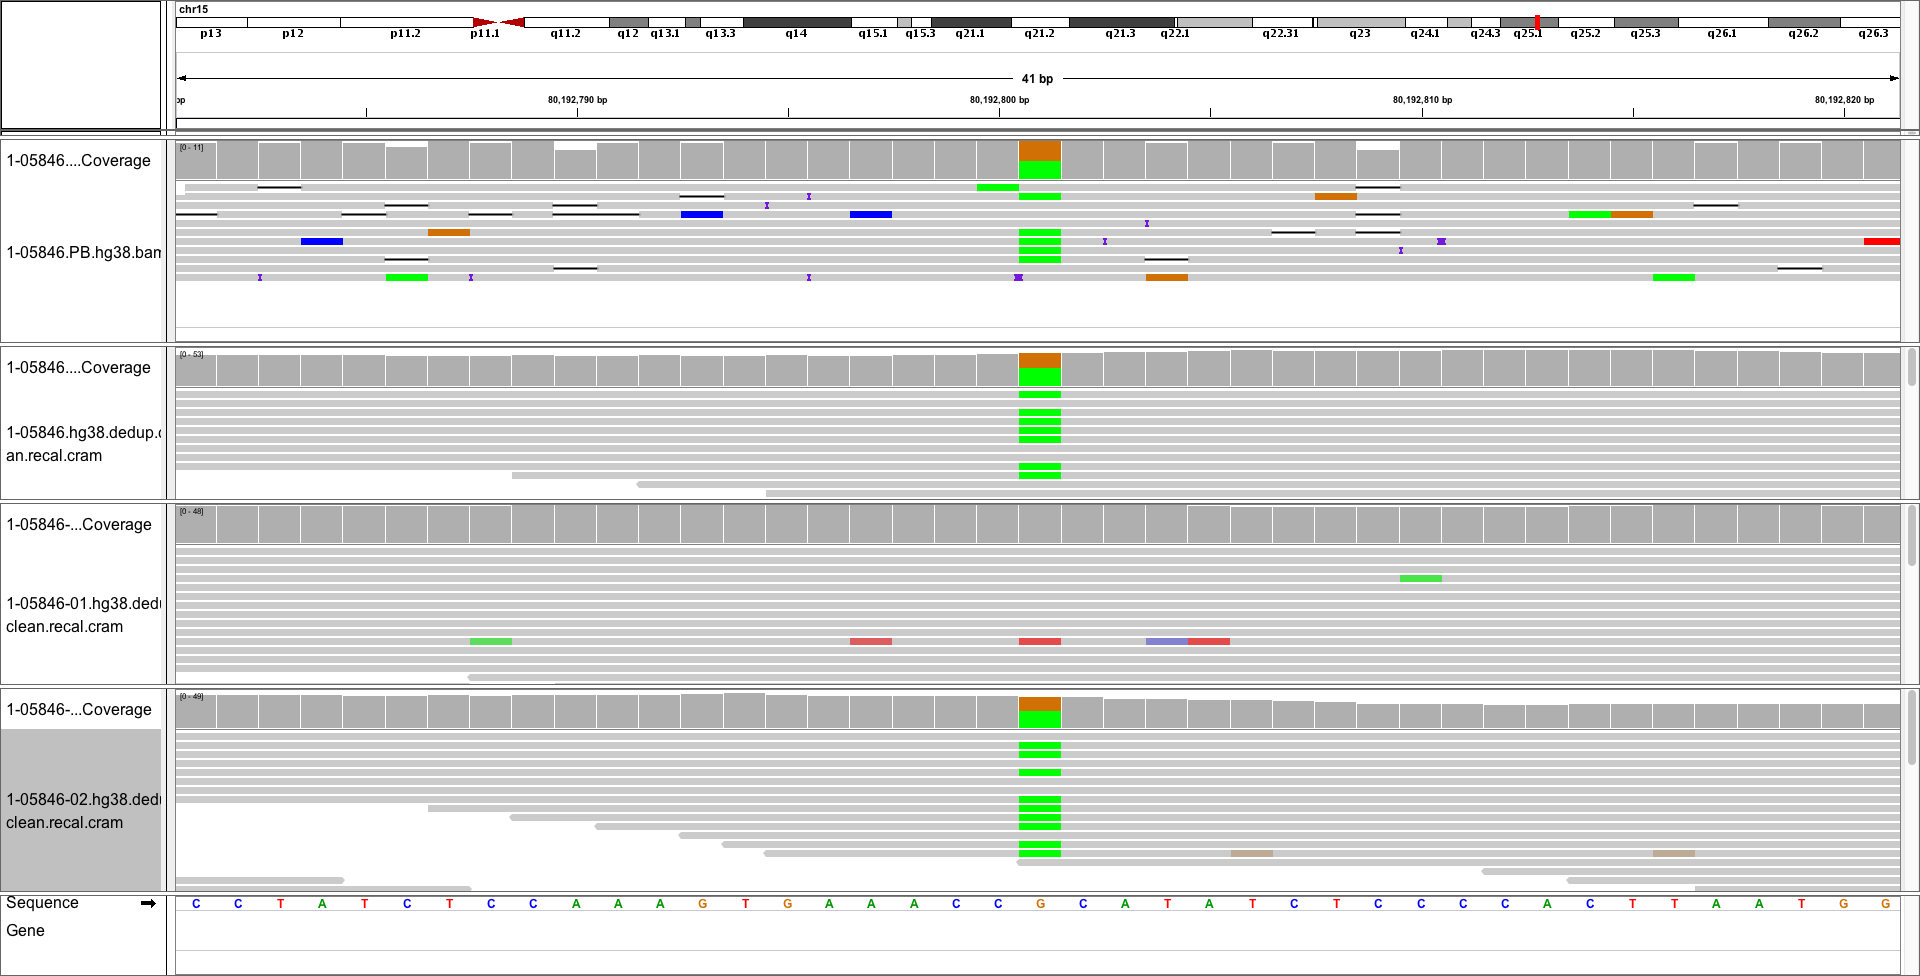 chr15
p13 p12 p11.2 p11.1 q11.2 q12 q13.1 q13.3 q14 q15.1 q15.3 q21.1 q21.2 q21.3 q22.1 q22.31 q23 q24.1 q24.3 q25.1 q25.2 q25.3 q26.1 q26.2 q26.3
41 bp
bp 80,192,790 bp 80,192,800 bp 80,192,810 bp 80,192,820 bp
[0 - 11]
1-05846....Coverage
1-05846.PB.hg38.bam
[0 - 53]
1-05846....Coverage
1-05846.hg38.dedup.c
an.recal.cram
[0 - 48]
1-05846-...Coverage
1-05846-01.hg38.dedu
clean.recal.cram
[0 - 49]
1-05846-...Coverage
1-05846-02.hg38.dedu
clean.recal.cram
Sequence C C T A T C T C C A A A G T G A A A C C G C A T A T C T C C C C A C T T A A T G G
Gene